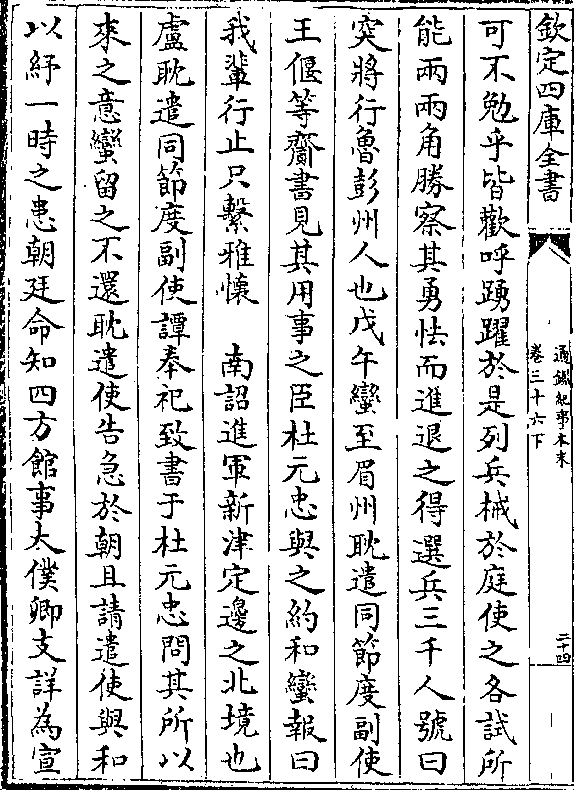 欽定四庫全書
通鑑紀事本末
卷三十六下
二十四
可不勉乎皆歡呼踴躍於是列兵械於庭使之各試所
能兩兩角勝察其勇怯而進退之得選兵三千人號曰
突將行魯彭州人也戊午蠻至眉州耽遣同節度副使
王偃等齎書見其用事之臣杜元忠與之約和蠻報曰
我輩行止只繫雅懷　南詔進軍新津定邊之北境也
盧耽遣同節度副使譚奉祀致書于杜元忠問其所以
來之意蠻留之不還耽遣使告急於朝且請遣使與和
以紓一時之患朝廷命知四方館事太僕卿支詳為宣